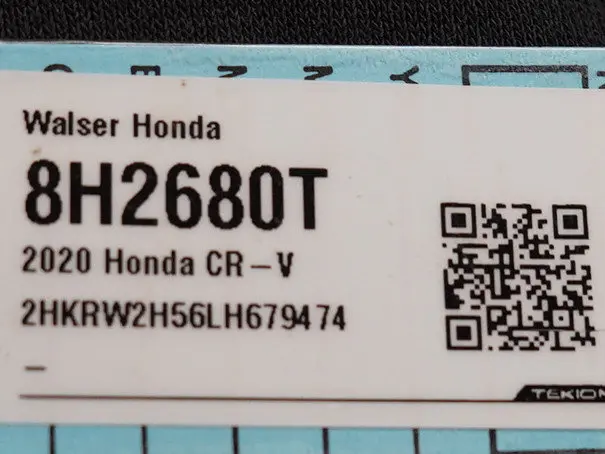 Walser Honda
8H2680T
2020 Honda CR-V
2HKRW2H56LH679474
–
TEKION